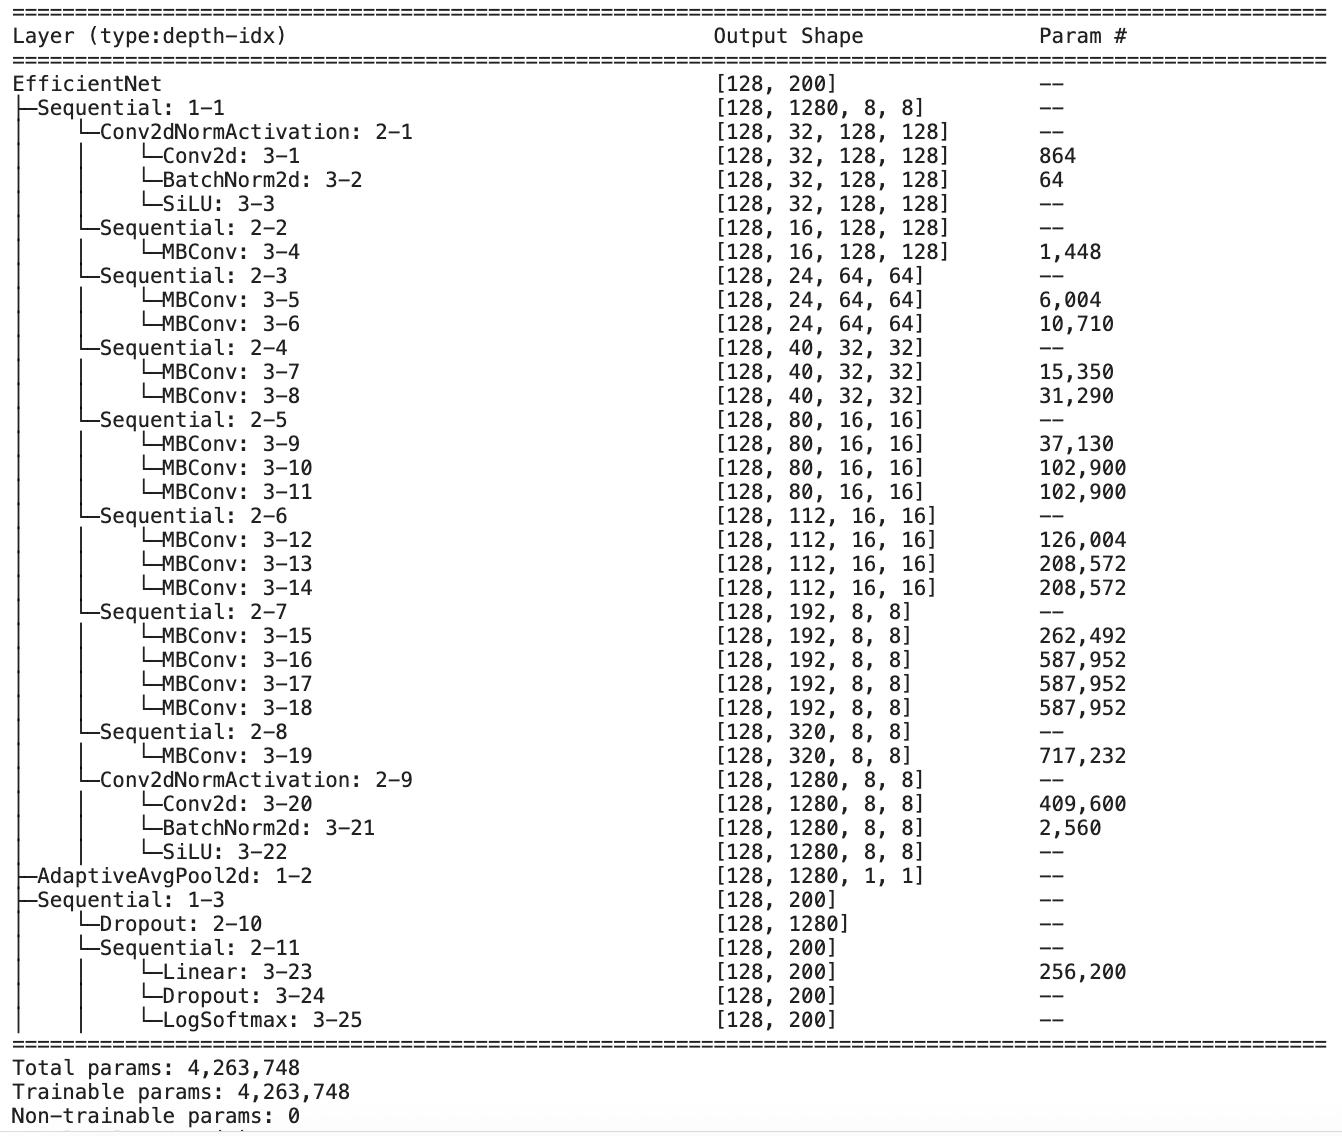 ==========================================================================================
Layer (type:depth-idx)                                  Output Shape              Param #
==========================================================================================
EfficientNet                                            [128, 200]                --
├─Sequential: 1-1                                       [128, 1280, 8, 8]         --
│    └─Conv2dNormActivation: 2-1                        [128, 32, 128, 128]       --
│    │    └─Conv2d: 3-1                                 [128, 32, 128, 128]       864
│    │    └─BatchNorm2d: 3-2                            [128, 32, 128, 128]       64
│    │    └─SiLU: 3-3                                   [128, 32, 128, 128]       --
│    └─Sequential: 2-2                                  [128, 16, 128, 128]       --
│    │    └─MBConv: 3-4                                 [128, 16, 128, 128]       1,448
│    └─Sequential: 2-3                                  [128, 24, 64, 64]         --
│    │    └─MBConv: 3-5                                 [128, 24, 64, 64]         6,004
│    │    └─MBConv: 3-6                                 [128, 24, 64, 64]         10,710
│    └─Sequential: 2-4                                  [128, 40, 32, 32]         --
│    │    └─MBConv: 3-7                                 [128, 40, 32, 32]         15,350
│    │    └─MBConv: 3-8                                 [128, 40, 32, 32]         31,290
│    └─Sequential: 2-5                                  [128, 80, 16, 16]         --
│    │    └─MBConv: 3-9                                 [128, 80, 16, 16]         37,130
│    │    └─MBConv: 3-10                                [128, 80, 16, 16]         102,900
│    │    └─MBConv: 3-11                                [128, 80, 16, 16]         102,900
│    └─Sequential: 2-6                                  [128, 112, 16, 16]        --
│    │    └─MBConv: 3-12                                [128, 112, 16, 16]        126,004
│    │    └─MBConv: 3-13                                [128, 112, 16, 16]        208,572
│    │    └─MBConv: 3-14                                [128, 112, 16, 16]        208,572
│    └─Sequential: 2-7                                  [128, 192, 8, 8]          --
│    │    └─MBConv: 3-15                                [128, 192, 8, 8]          262,492
│    │    └─MBConv: 3-16                                [128, 192, 8, 8]          587,952
│    │    └─MBConv: 3-17                                [128, 192, 8, 8]          587,952
│    │    └─MBConv: 3-18                                [128, 192, 8, 8]          587,952
│    └─Sequential: 2-8                                  [128, 320, 8, 8]          --
│    │    └─MBConv: 3-19                                [128, 320, 8, 8]          717,232
│    └─Conv2dNormActivation: 2-9                        [128, 1280, 8, 8]         --
│    │    └─Conv2d: 3-20                                [128, 1280, 8, 8]         409,600
│    │    └─BatchNorm2d: 3-21                           [128, 1280, 8, 8]         2,560
│    │    └─SiLU: 3-22                                  [128, 1280, 8, 8]         --
├─AdaptiveAvgPool2d: 1-2                                [128, 1280, 1, 1]         --
├─Sequential: 1-3                                       [128, 200]                --
│    └─Dropout: 2-10                                    [128, 1280]               --
│    └─Sequential: 2-11                                 [128, 200]                --
│    │    └─Linear: 3-23                                [128, 200]                256,200
│    │    └─Dropout: 3-24                               [128, 200]                --
│    │    └─LogSoftmax: 3-25                            [128, 200]                --
==========================================================================================
Total params: 4,263,748
Trainable params: 4,263,748
Non-trainable params: 0